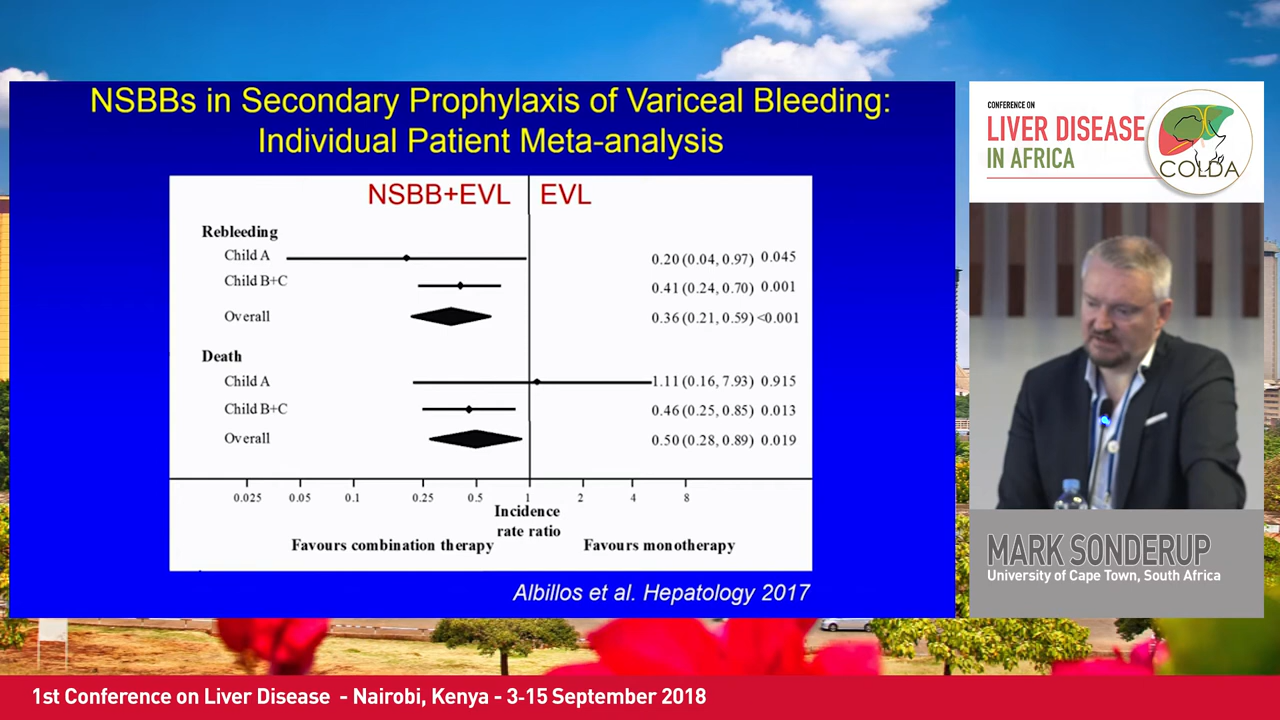 NSBBs in Secondary Prophylaxis of Variceal Bleeding:
Individual Patient Meta-analysis
NSBB+EVL EVL
Rebleeding
Child A 0.20 (0.04, 0.97) 0.045
Child B+C 0.41 (0.24, 0.70) 0.001
Overall 0.36 (0.21, 0.59) <0.001
Death
Child A 1.11 (0.16, 7.93) 0.915
Child B+C 0.46 (0.25, 0.85) 0.013
Overall 0.50 (0.28, 0.89) 0.019
0.025 0.05 0.1 0.25 0.5 1 2 4 8
Incidence
rate ratio
Favours combination therapy Favours monotherapy
Albillos et al. Hepatology 2017
CONFERENCE ON
LIVER DISEASE
IN AFRICA
COLDA
MARK SONDERUP
University of Cape Town, South Africa
1st Conference on Liver Disease - Nairobi, Kenya - 3-15 September 2018